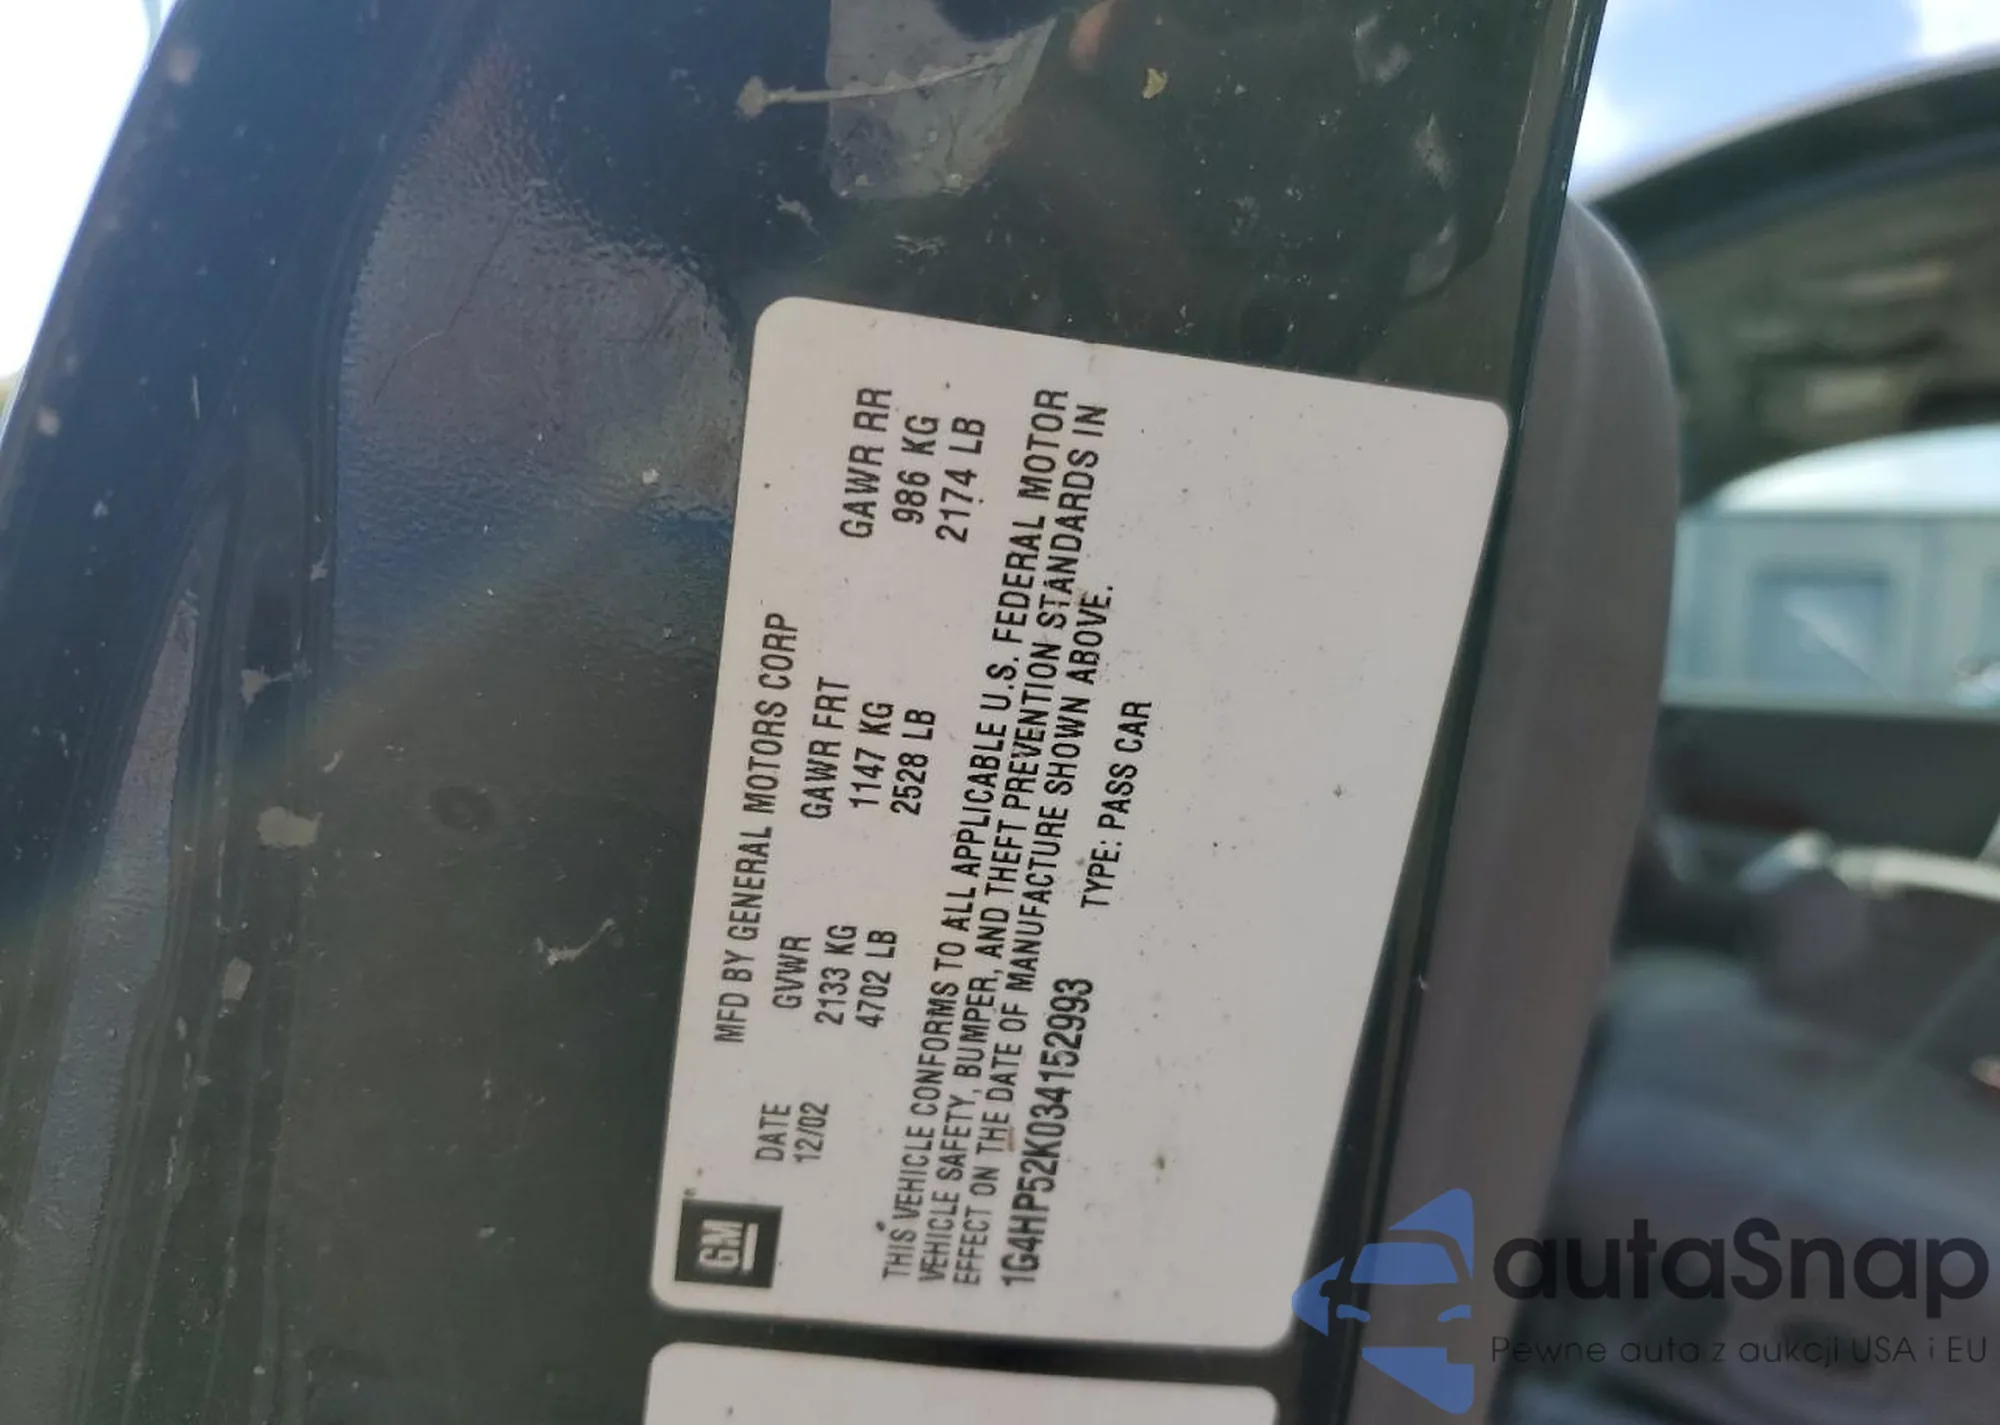 GM
MFD BY GENERAL MOTORS CORP
DATE GVWR GAWR FRT GAWR RR
12/02 2133 KG 1147 KG 986 KG
4702 LB 2528 LB 2174 LB
THIS VEHICLE CONFORMS TO ALL APPLICABLE U.S. FEDERAL MOTOR
VEHICLE SAFETY, BUMPER, AND THEFT PREVENTION STANDARDS IN
EFFECT ON THE DATE OF MANUFACTURE SHOWN ABOVE.
1G4HP52K034152993 TYPE: PASS CAR
autaSnap
Pewne auta z aukcji USA i EU